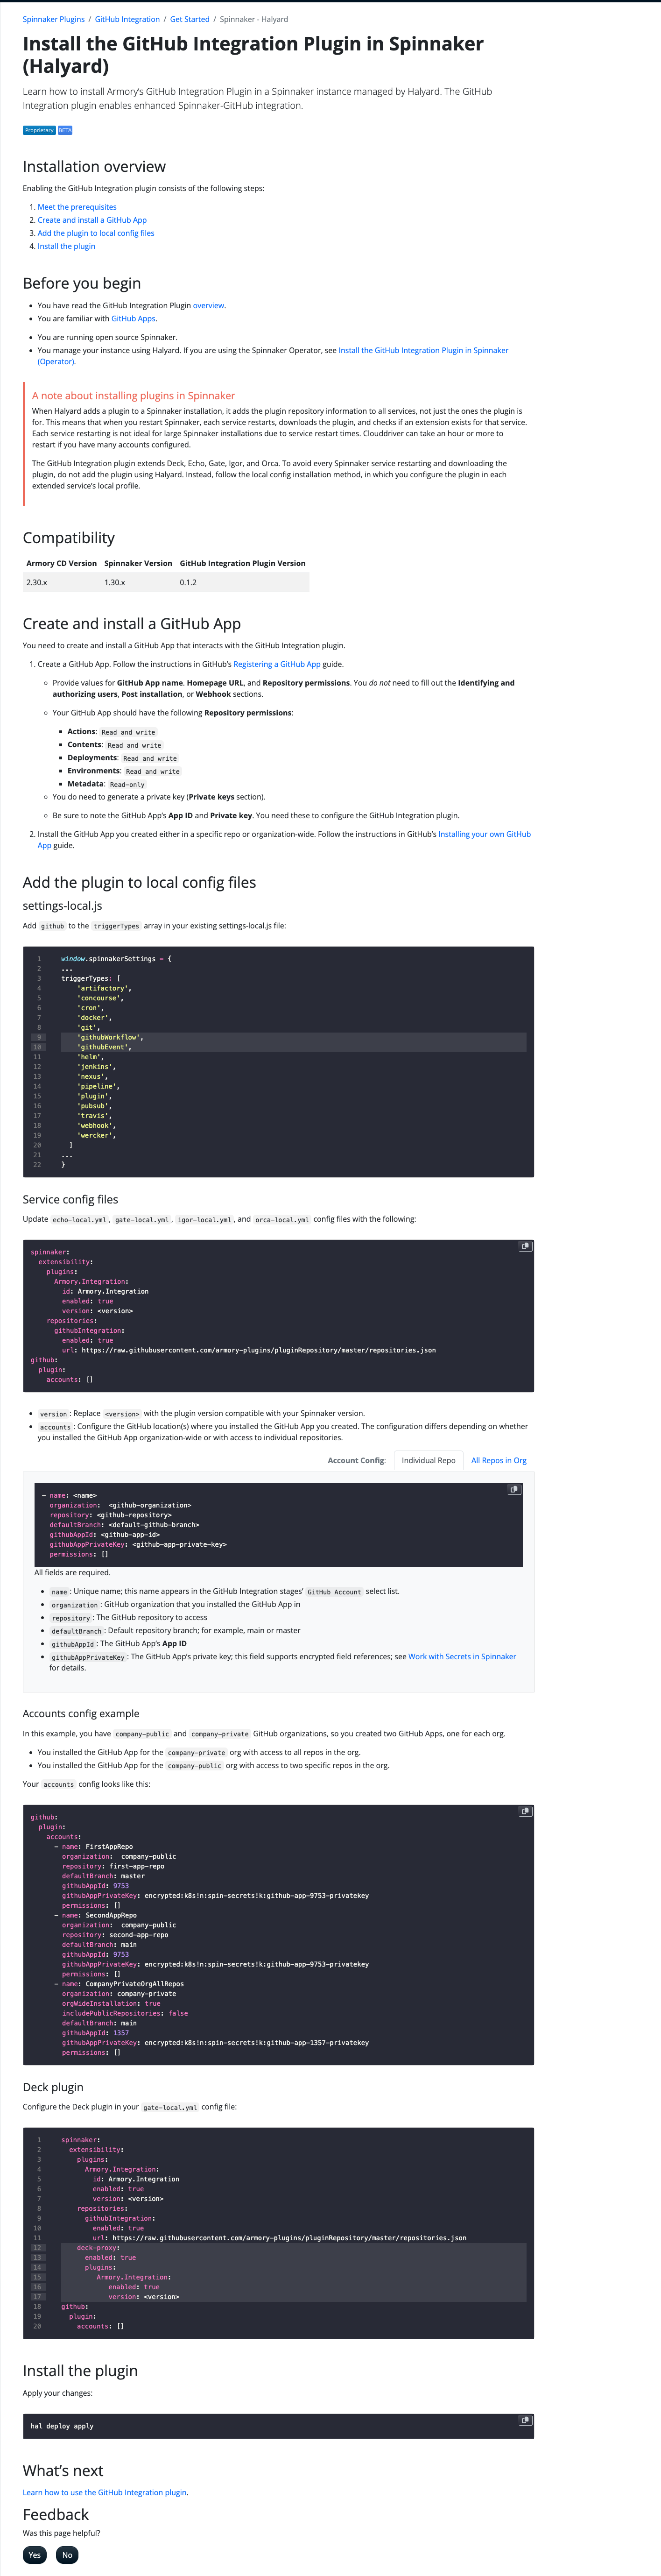 Spinnaker Plugins / GitHub Integration / Get Started / Spinnaker - Halyard
Install the GitHub Integration Plugin in Spinnaker
(Halyard)
Learn how to install Armory's GitHub Integration Plugin in a Spinnaker instance managed by Halyard. The GitHub
Integration plugin enables enhanced Spinnaker-GitHub integration.
Proprietary BETA
Installation overview
Enabling the GitHub Integration plugin consists of the following steps:
1. Meet the prerequisites
2. Create and install a GitHub App
3. Add the plugin to local config files
4. Install the plugin
Before you begin
• You have read the GitHub Integration Plugin overview.
• You are familiar with GitHub Apps.
• You are running open source Spinnaker.
• You manage your instance using Halyard. If you are using the Spinnaker Operator, see Install the GitHub Integration Plugin in Spinnaker
(Operator).
A note about installing plugins in Spinnaker
When Halyard adds a plugin to a Spinnaker installation, it adds the plugin repository information to all services, not just the ones the plugin is
for. This means that when you restart Spinnaker, each service restarts, downloads the plugin, and checks if an extension exists for that service.
Each service restarting is not ideal for large Spinnaker installations due to service restart times. Clouddriver can take an hour or more to
restart if you have many accounts configured.
The GitHub Integration plugin extends Deck, Echo, Gate, Igor, and Orca. To avoid every Spinnaker service restarting and downloading the
plugin, do not add the plugin using Halyard. Instead, follow the local config installation method, in which you configure the plugin in each
extended service's local profile.
Compatibility
Armory CD Version Spinnaker Version GitHub Integration Plugin Version
2.30.x 1.30.x 0.1.2
Create and install a GitHub App
You need to create and install a GitHub App that interacts with the GitHub Integration plugin.
1. Create a GitHub App. Follow the instructions in GitHub's Registering a GitHub App guide.
◦ Provide values for GitHub App name. Homepage URL, and Repository permissions. You do not need to fill out the Identifying and
authorizing users, Post installation, or Webhook sections.
◦ Your GitHub App should have the following Repository permissions:
▪ Actions: Read and write
▪ Contents: Read and write
▪ Deployments: Read and write
▪ Environments: Read and write
▪ Metadata: Read-only
◦ You do need to generate a private key (Private keys section).
◦ Be sure to note the GitHub App's App ID and Private key. You need these to configure the GitHub Integration plugin.
2. Install the GitHub App you created either in a specific repo or organization-wide. Follow the instructions in GitHub's Installing your own GitHub
App guide.
Add the plugin to local config files
settings-local.js
Add github to the triggerTypes array in your existing settings-local.js file:
1 window.spinnakerSettings = {
2 ...
3 triggerTypes: [
4 'artifactory',
5 'concourse',
6 'cron',
7 'docker',
8 'git',
9 'githubWorkflow',
10 'githubEvent',
11 'helm',
12 'jenkins',
13 'nexus',
14 'pipeline',
15 'plugin',
16 'pubsub',
17 'travis',
18 'webhook',
19 'wercker',
20 ]
21 ...
22 }
Service config files
Update echo-local.yml, gate-local.yml, igor-local.yml, and orca-local.yml config files with the following:
spinnaker:
extensibility:
plugins:
Armory.Integration:
id: Armory.Integration
enabled: true
version: <version>
repositories:
githubIntegration:
enabled: true
url: https://raw.githubusercontent.com/armory-plugins/pluginRepository/master/repositories.json
github:
plugin:
accounts: []
• version: Replace <version> with the plugin version compatible with your Spinnaker version.
• accounts: Configure the GitHub location(s) where you installed the GitHub App you created. The configuration differs depending on whether
you installed the GitHub App organization-wide or with access to individual repositories.
Account Config: Individual Repo All Repos in Org
- name: <name>
organization: <github-organization>
repository: <github-repository>
defaultBranch: <default-github-branch>
githubAppId: <github-app-id>
githubAppPrivateKey: <github-app-private-key>
permissions: []
All fields are required.
• name: Unique name; this name appears in the GitHub Integration stages' GitHub Account select list.
• organization: GitHub organization that you installed the GitHub App in
• repository: The GitHub repository to access
• defaultBranch: Default repository branch; for example, main or master
• githubAppId: The GitHub App's App ID
• githubAppPrivateKey: The GitHub App's private key; this field supports encrypted field references; see Work with Secrets in Spinnaker
for details.
Accounts config example
In this example, you have company-public and company-private GitHub organizations, so you created two GitHub Apps, one for each org.
• You installed the GitHub App for the company-private org with access to all repos in the org.
• You installed the GitHub App for the company-public org with access to two specific repos in the org.
Your accounts config looks like this:
github:
plugin:
accounts:
- name: FirstAppRepo
organization: company-public
repository: first-app-repo
defaultBranch: master
githubAppId: 9753
githubAppPrivateKey: encrypted:k8s!n:spin-secrets!k:github-app-9753-privatekey
permissions: []
- name: SecondAppRepo
organization: company-public
repository: second-app-repo
defaultBranch: main
githubAppId: 9753
githubAppPrivateKey: encrypted:k8s!n:spin-secrets!k:github-app-9753-privatekey
permissions: []
- name: CompanyPrivateOrgAllRepos
organization: company-private
orgWideInstallation: true
includePublicRepositories: false
defaultBranch: main
githubAppId: 1357
githubAppPrivateKey: encrypted:k8s!n:spin-secrets!k:github-app-1357-privatekey
permissions: []
Deck plugin
Configure the Deck plugin in your gate-local.yml config file:
1 spinnaker:
2 extensibility:
3 plugins:
4 Armory.Integration:
5 id: Armory.Integration
6 enabled: true
7 version: <version>
8 repositories:
9 githubIntegration:
10 enabled: true
11 url: https://raw.githubusercontent.com/armory-plugins/pluginRepository/master/repositories.json
12 deck-proxy:
13 enabled: true
14 plugins:
15 Armory.Integration:
16 enabled: true
17 version: <version>
18 github:
19 plugin:
20 accounts: []
Install the plugin
Apply your changes:
hal deploy apply
What's next
Learn how to use the GitHub Integration plugin.
Feedback
Was this page helpful?
Yes No